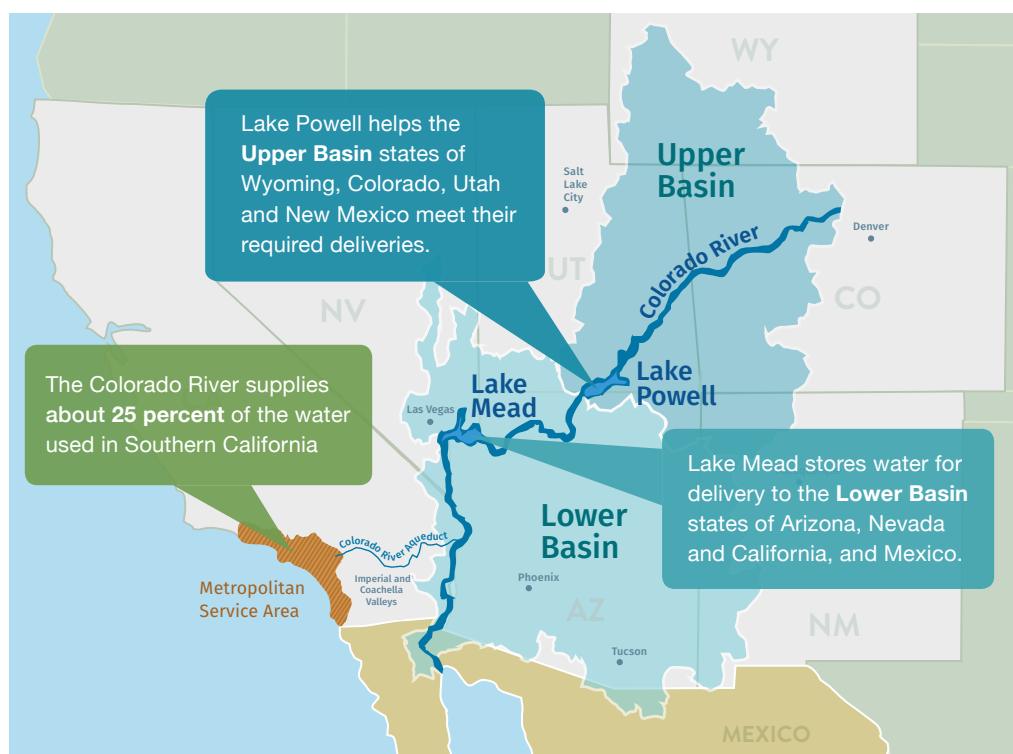 WY
Lake Powell helps the
Upper Basin states of
Wyoming, Colorado, Utah
and New Mexico meet their
required deliveries.
Upper
Basin
Salt
Lake
City
Denver
Colorado River
UT
CO
NV
The Colorado River supplies
about 25 percent of the water
used in Southern California
Lake
Mead
Lake
Powell
Las Vegas
Lake Mead stores water for
delivery to the Lower Basin
states of Arizona, Nevada
and California, and Mexico.
Lower
Basin
Colorado River Aqueduct
Imperial and
Coachella
Valleys
Metropolitan
Service Area
Phoenix
AZ
NM
Tucson
MEXICO